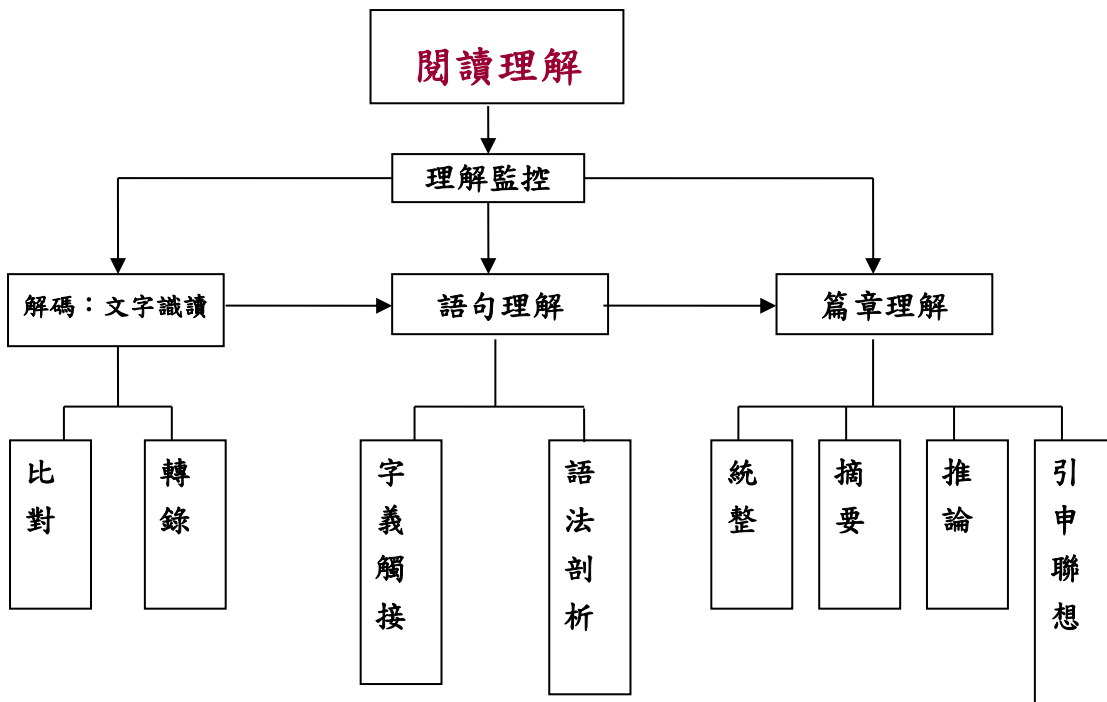 閱讀理解
理解監控
解碼：文字識讀
語句理解
篇章理解
比對
轉錄
字義觸接
語法剖析
統整
摘要
推論
引申聯想